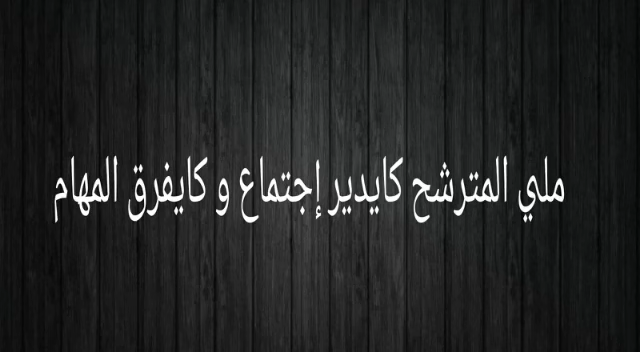 ملي المترشح كايدير إجتماع و كايفرق المهام